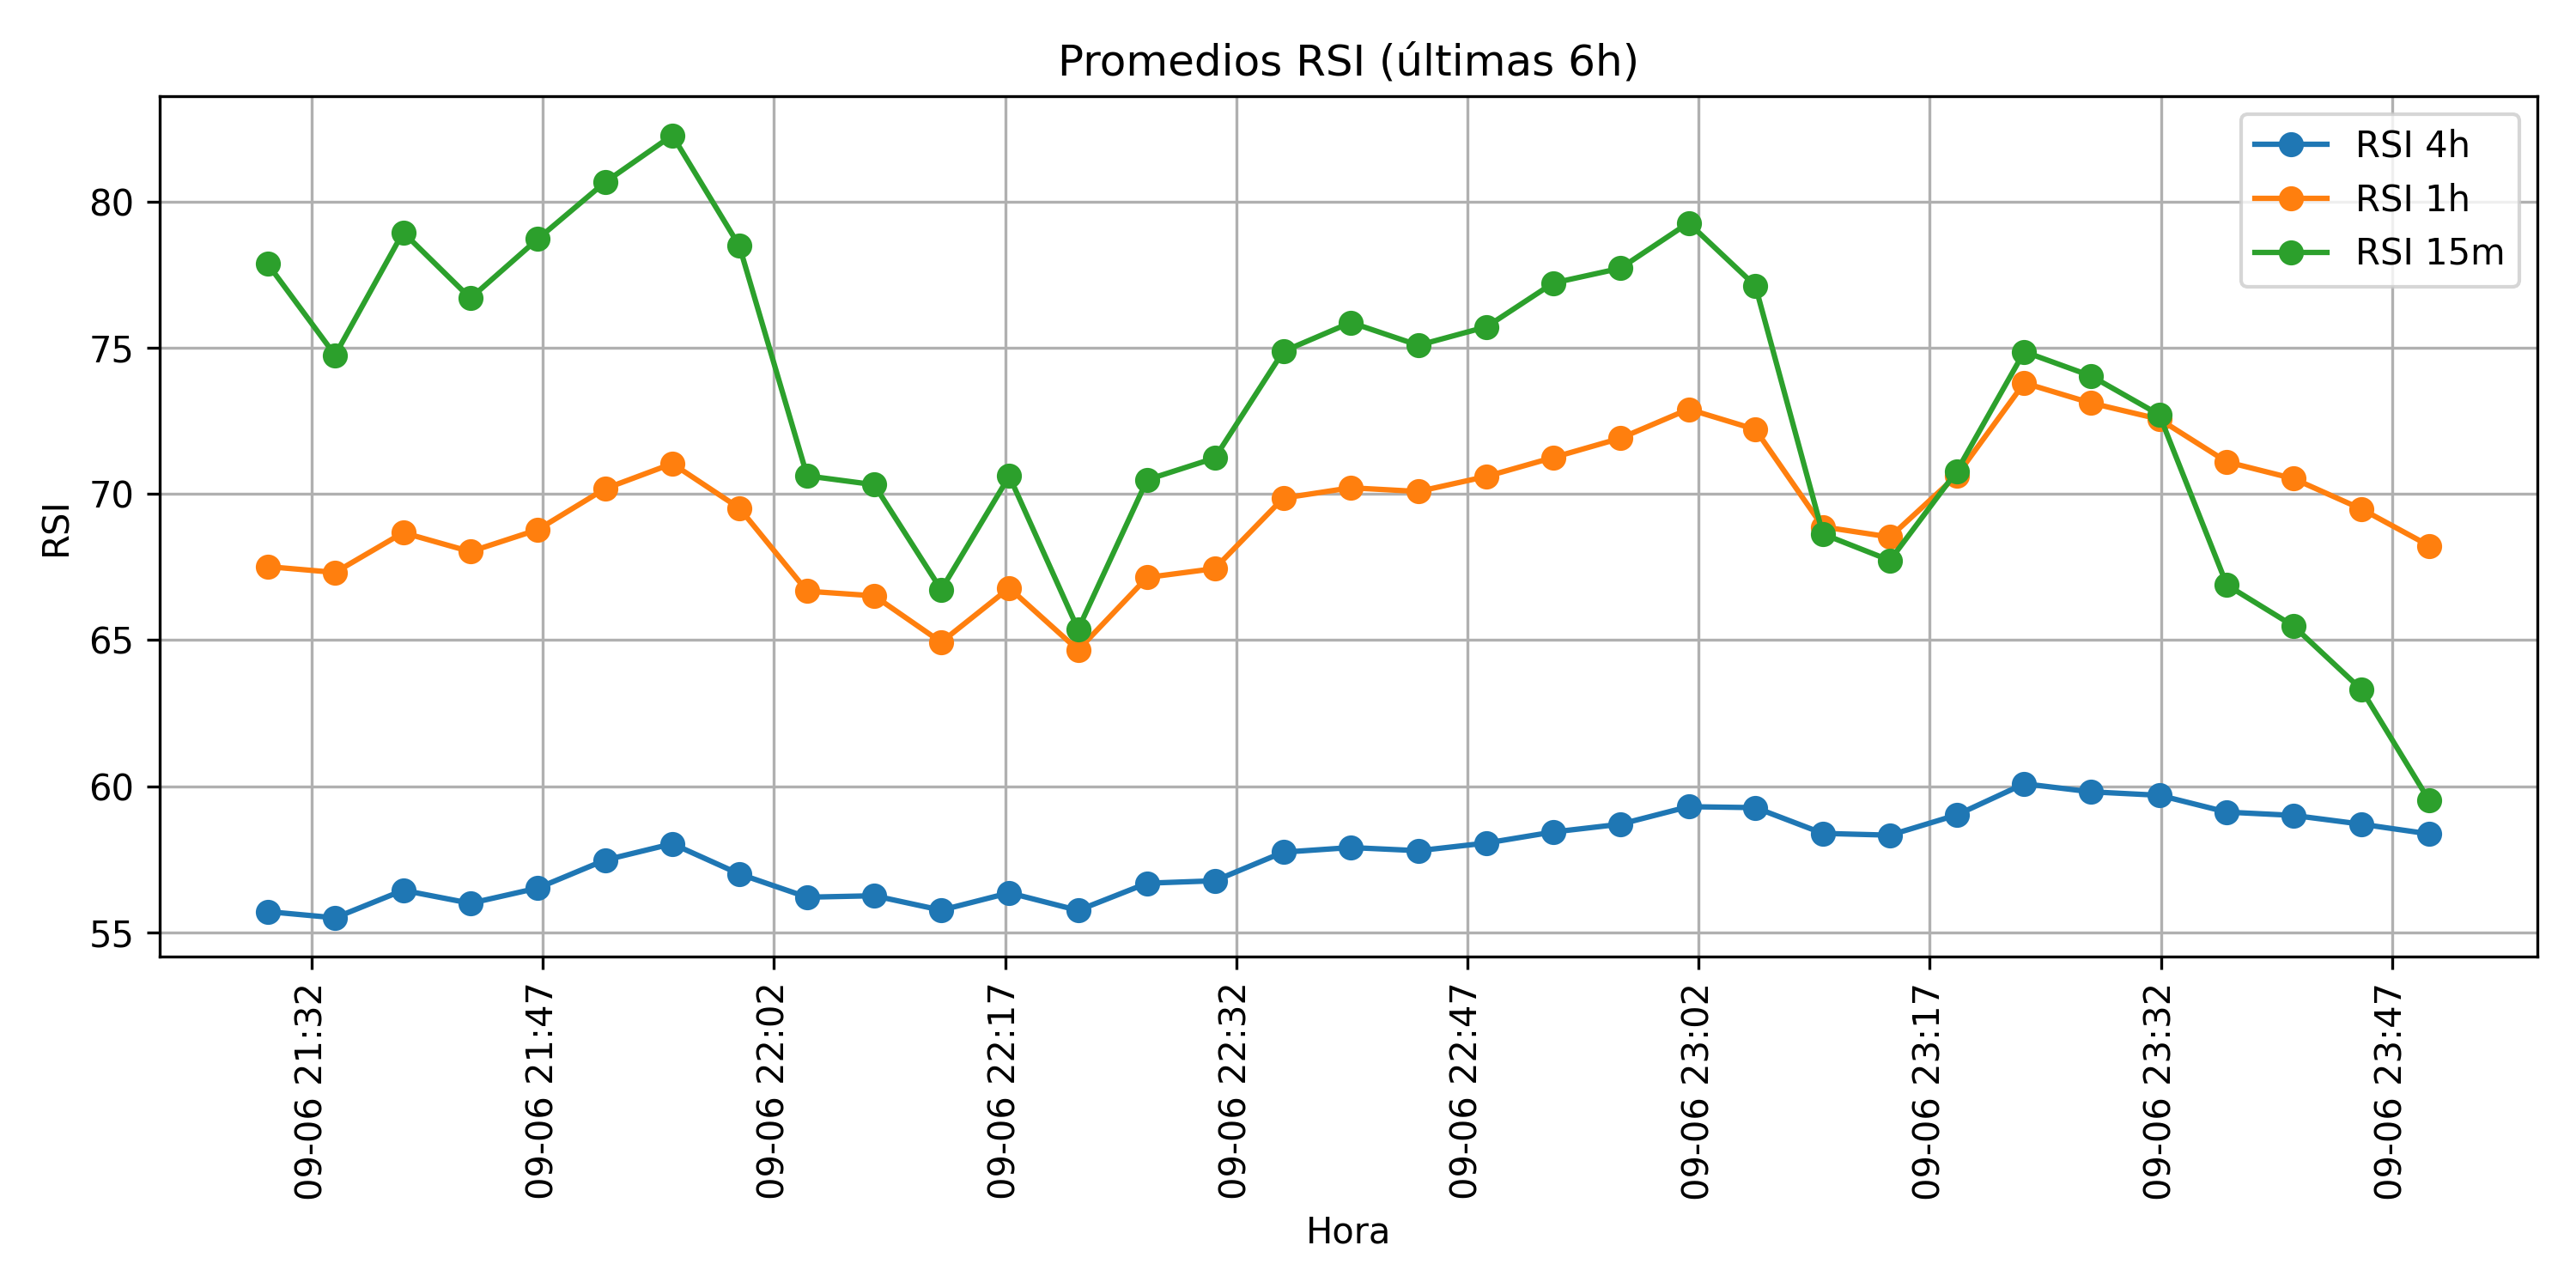 Promedios RSI (últimas 6h)
RSI 4h
RSI 1h
RSI 15m
RSI
80
75
70
65
60
55
09-06 21:32
09-06 21:47
09-06 22:02
09-06 22:17
09-06 22:32
09-06 22:47
09-06 23:02
09-06 23:17
09-06 23:32
09-06 23:47
Hora